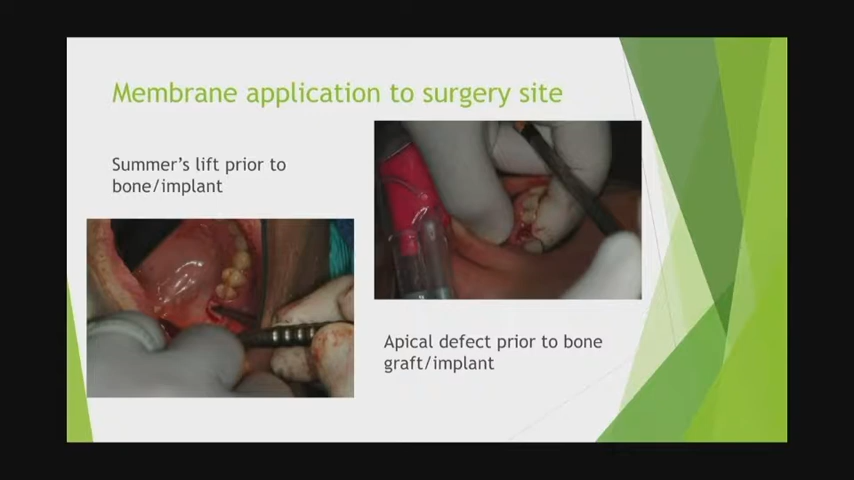 Membrane application to surgery site
Summer's lift prior to
bone/implant
Apical defect prior to bone
graft/implant